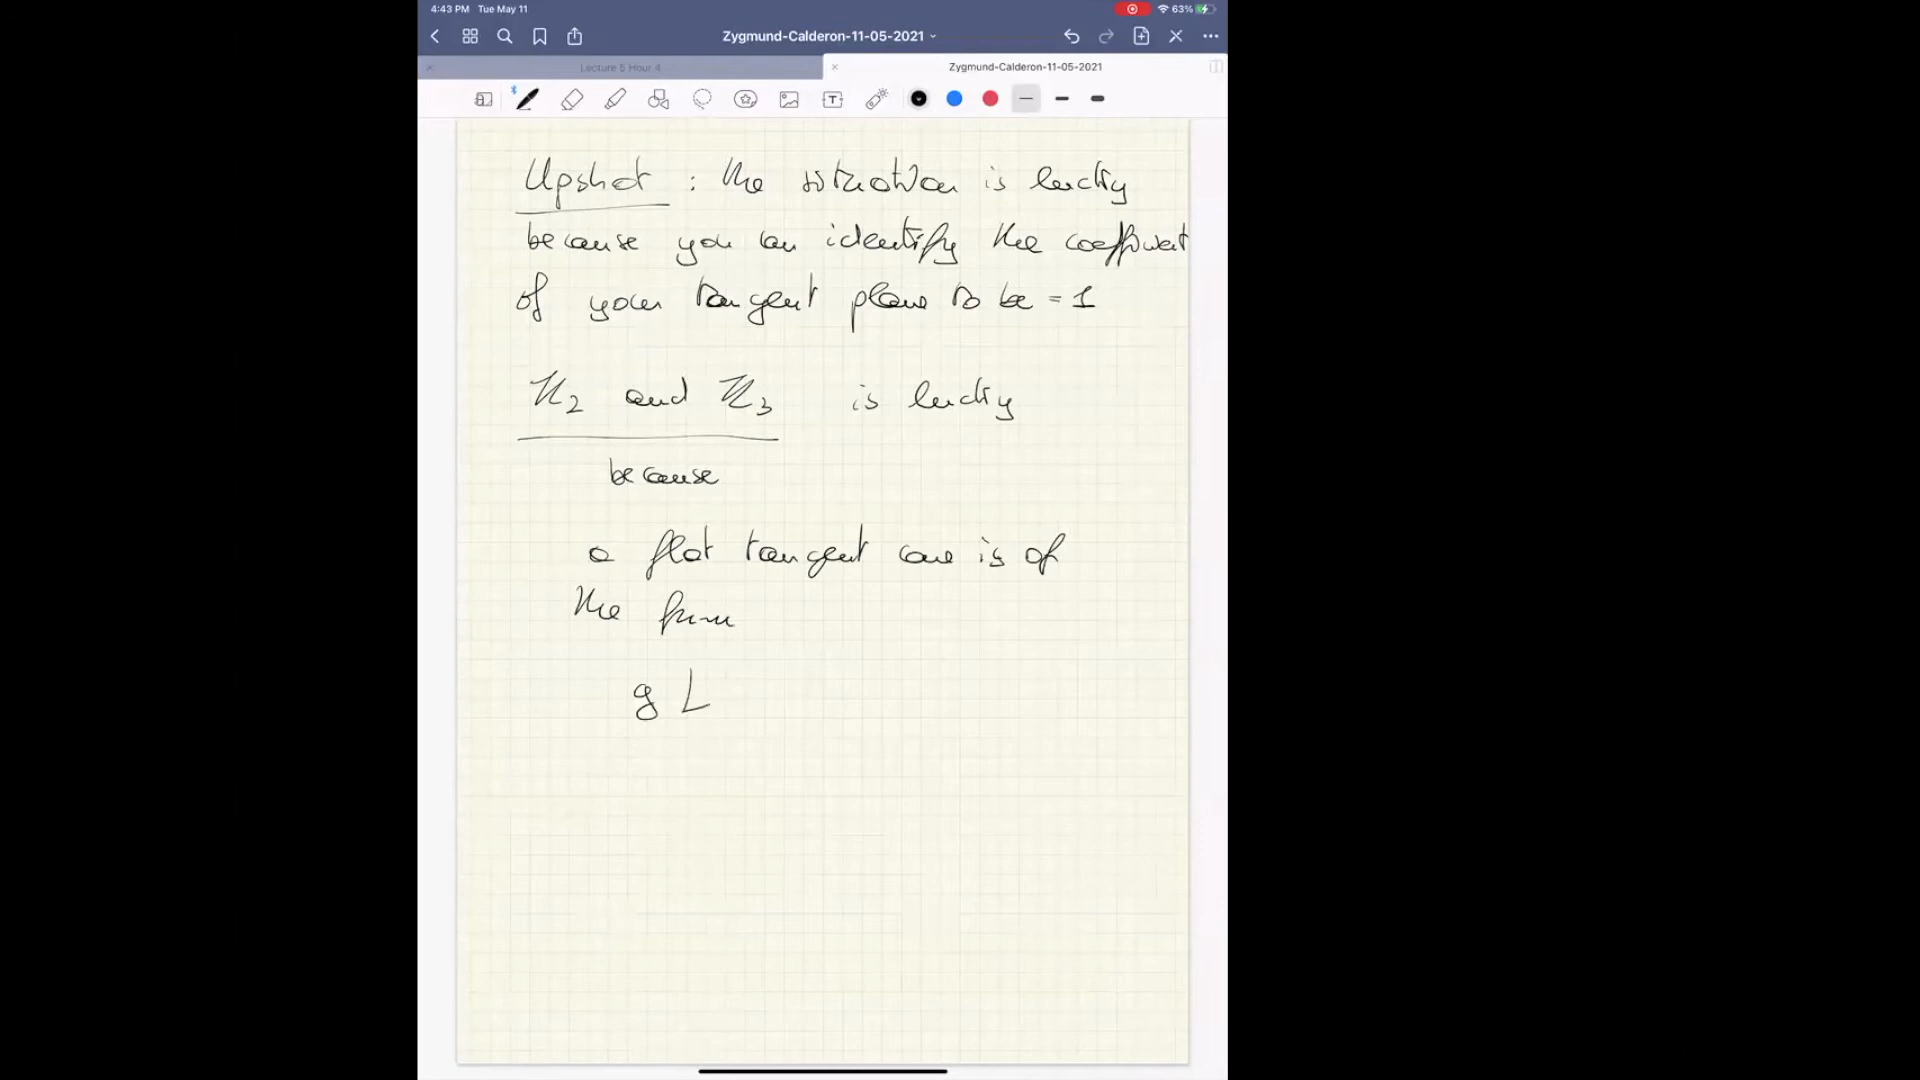 4:43 PM Tue May 11
63%
Zygmund-Calderon-11-05-2021
Lecture 5 Hour 4
Zygmund-Calderon-11-05-2021
Upshot : the situation is lucky
because you can identify the coefficient
of your tangent plane to be = 1
and is lucky
because
a flat tangent cone is of
the form
g L